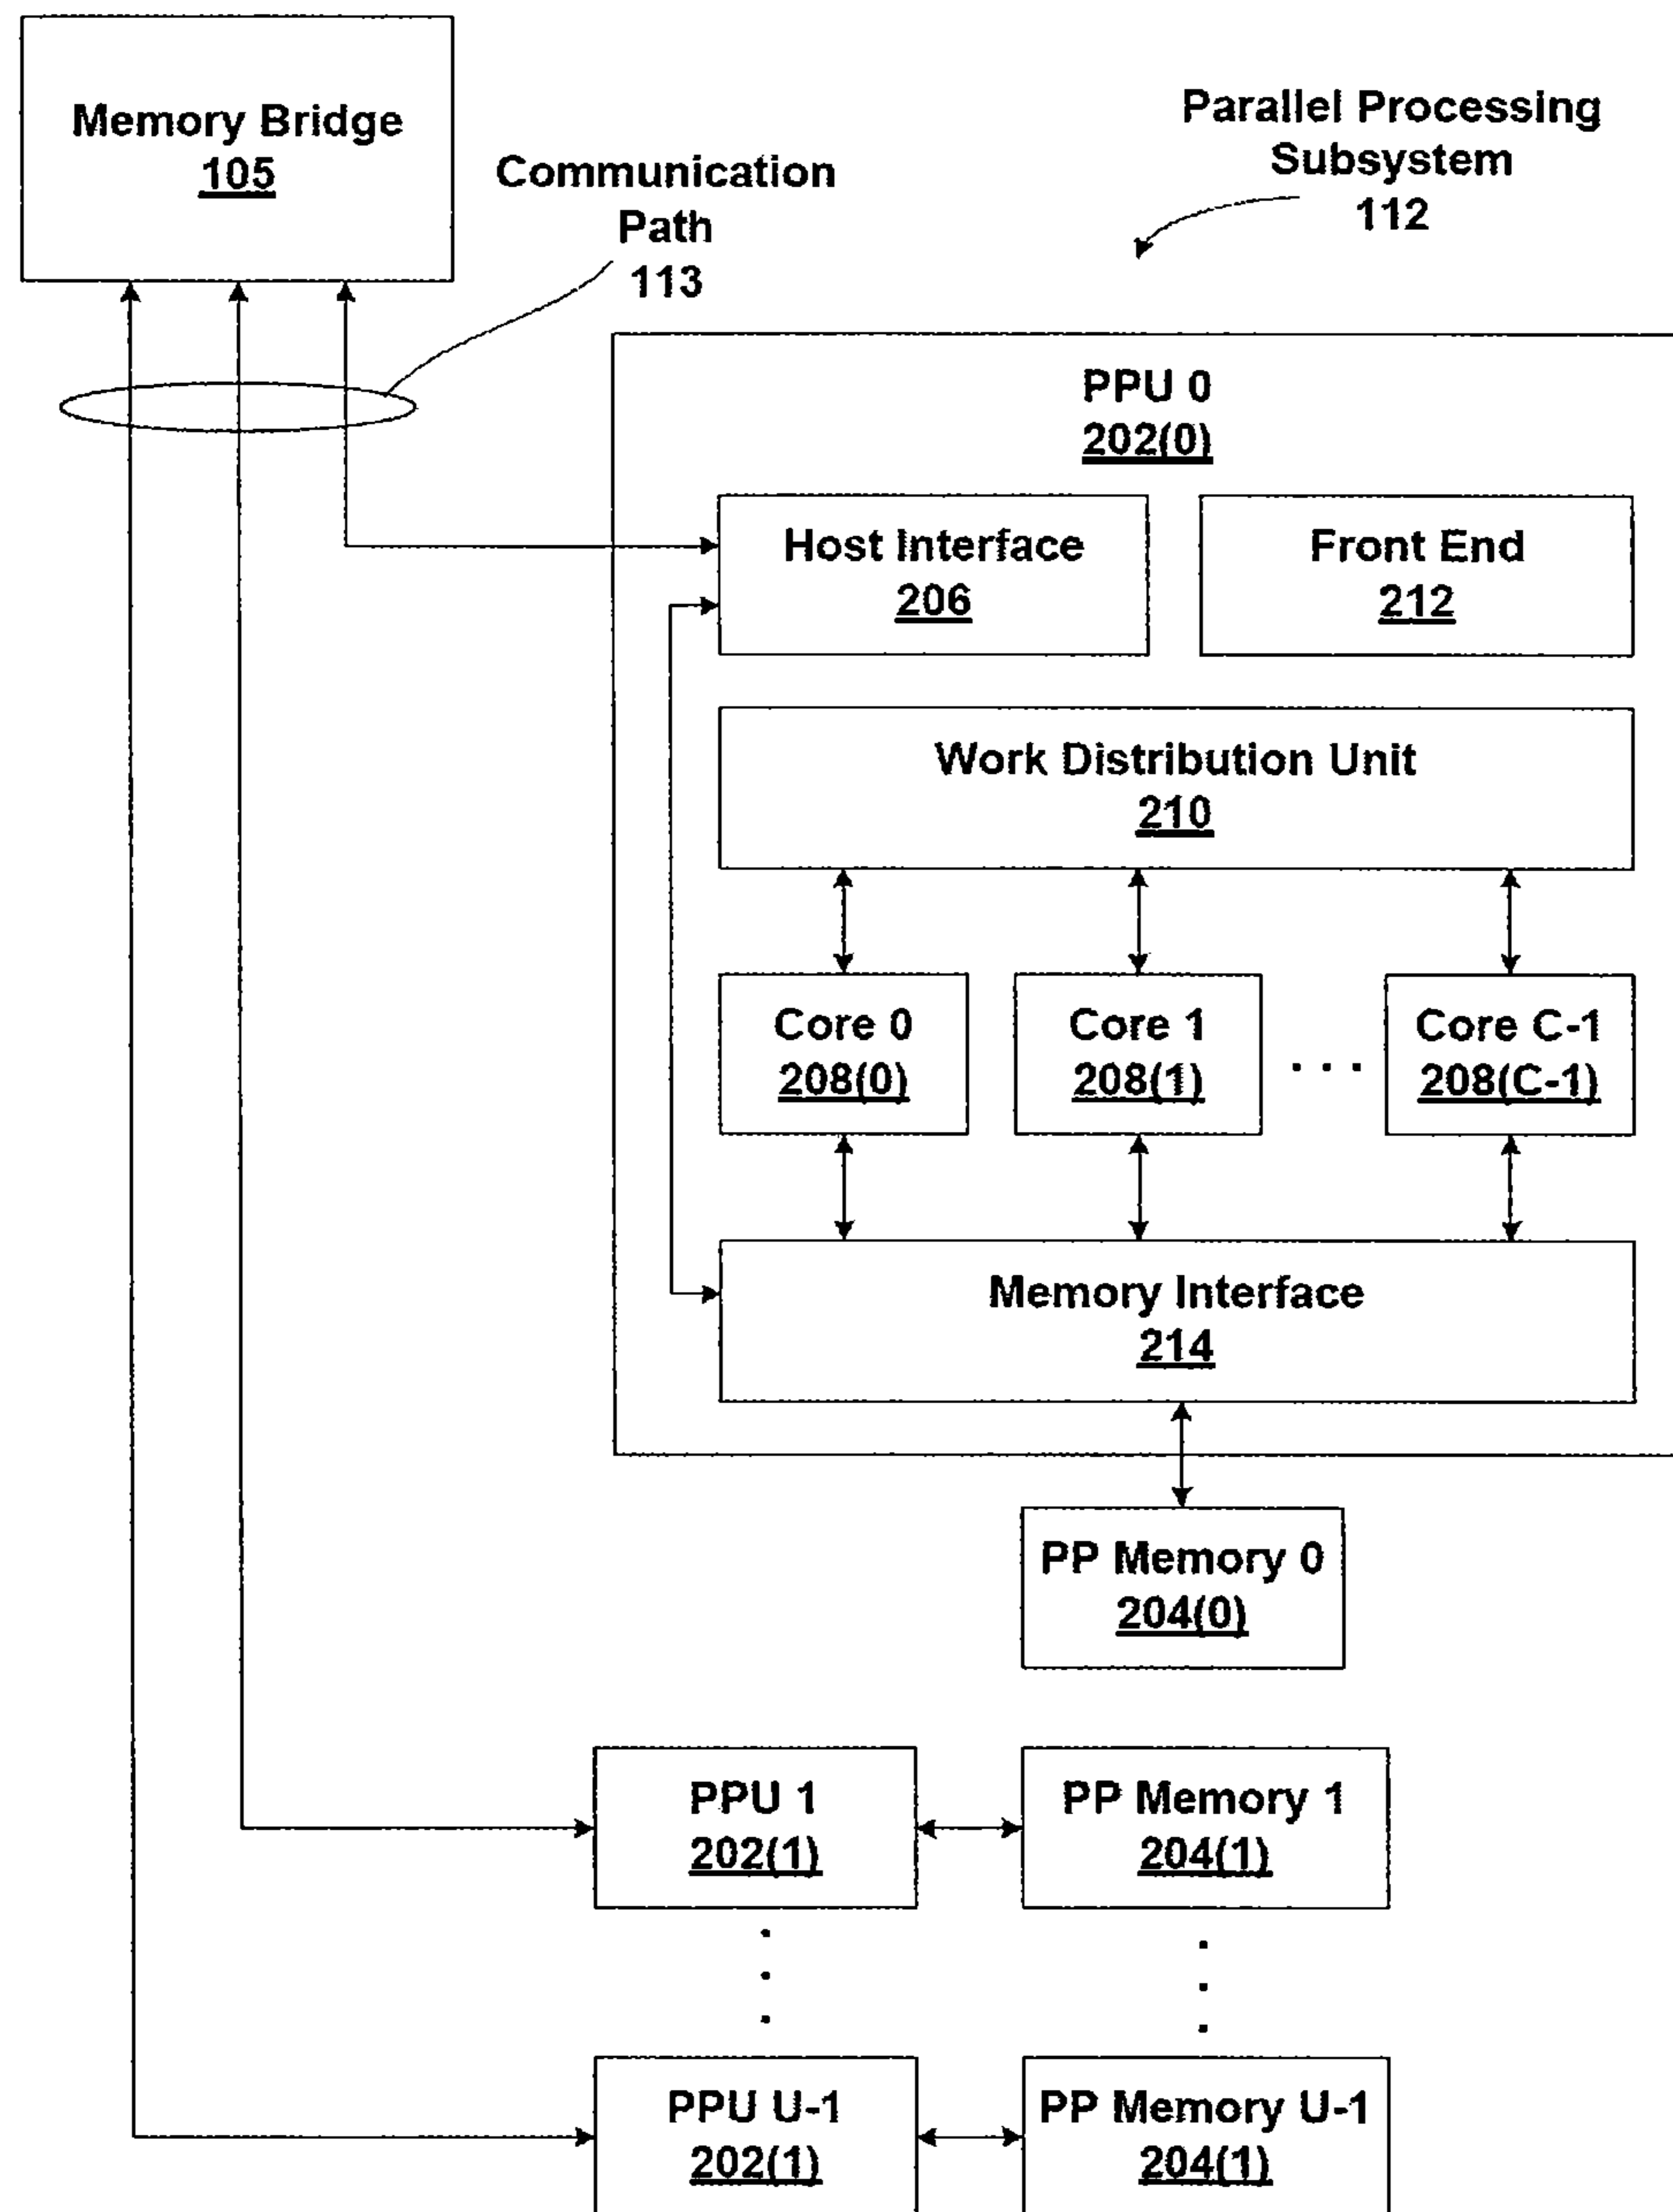 Memory Bridge
105
Communication
Path
113
Parallel Processing
Subsystem
112
PPU 0
202(0)
Host Interface
206
Front End
212
Work Distribution Unit
210
Core 0
208(0)
Core 1
208(1)
. . .
Core C-1
208(C-1)
Memory Interface
214
PP Memory 0
204(0)
PPU 1
202(1)
PP Memory 1
204(1)
PPU U-1
202(1)
PP Memory U-1
204(1)